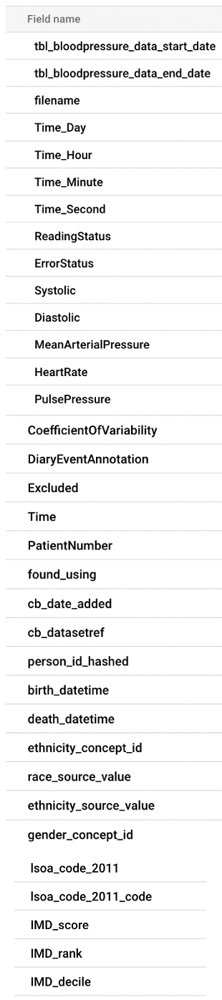 Field name
tbl_bloodpressure_data_start_date
tbl_bloodpressure_data_end_date
filename
Time_Day
Time_Hour
Time_Minute
Time_Second
ReadingStatus
ErrorStatus
Systolic
Diastolic
MeanArterialPressure
HeartRate
PulsePressure
CoefficientOfVariability
DiaryEventAnnotation
Excluded
Time
PatientNumber
found_using
cb_date_added
cb_datasetref
person_id_hashed
birth_datetime
death_datetime
ethnicity_concept_id
race_source_value
ethnicity_source_value
gender_concept_id
lsoa_code_2011
lsoa_code_2011_code
IMD_score
IMD_rank
IMD_decile